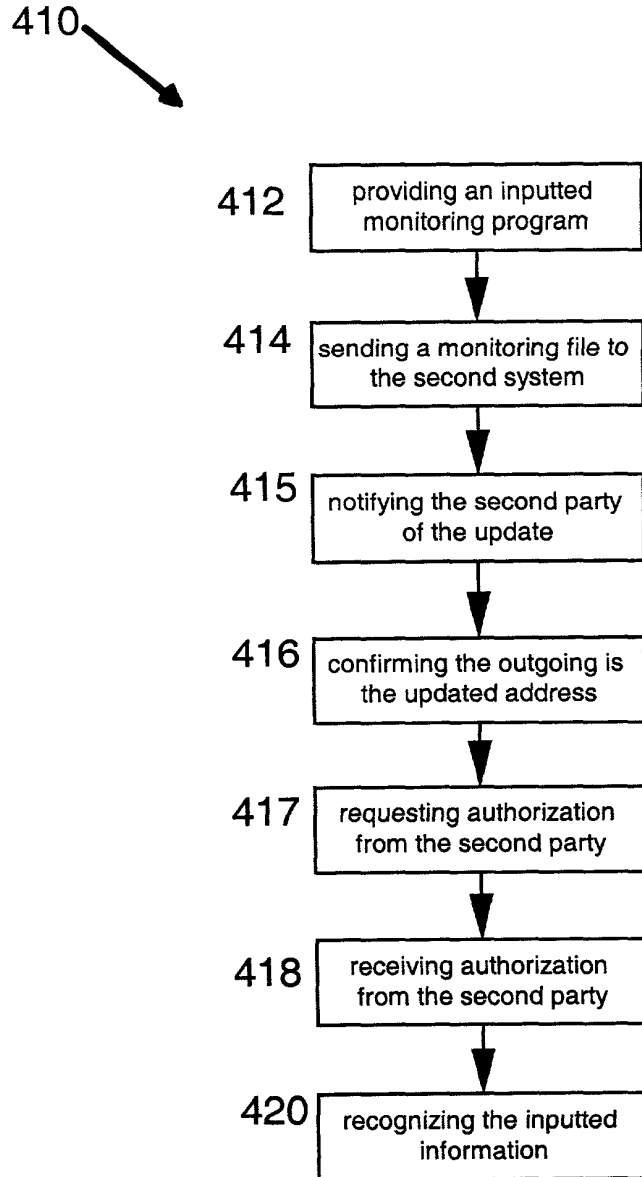 410
412
providing an inputted
monitoring program
414
sending a monitoring file to
the second system
415
notifying the second party
of the update
416
confirming the outgoing is
the updated address
417
requesting authorization
from the second party
418
receiving authorization
from the second party
420
recognizing the inputted
information